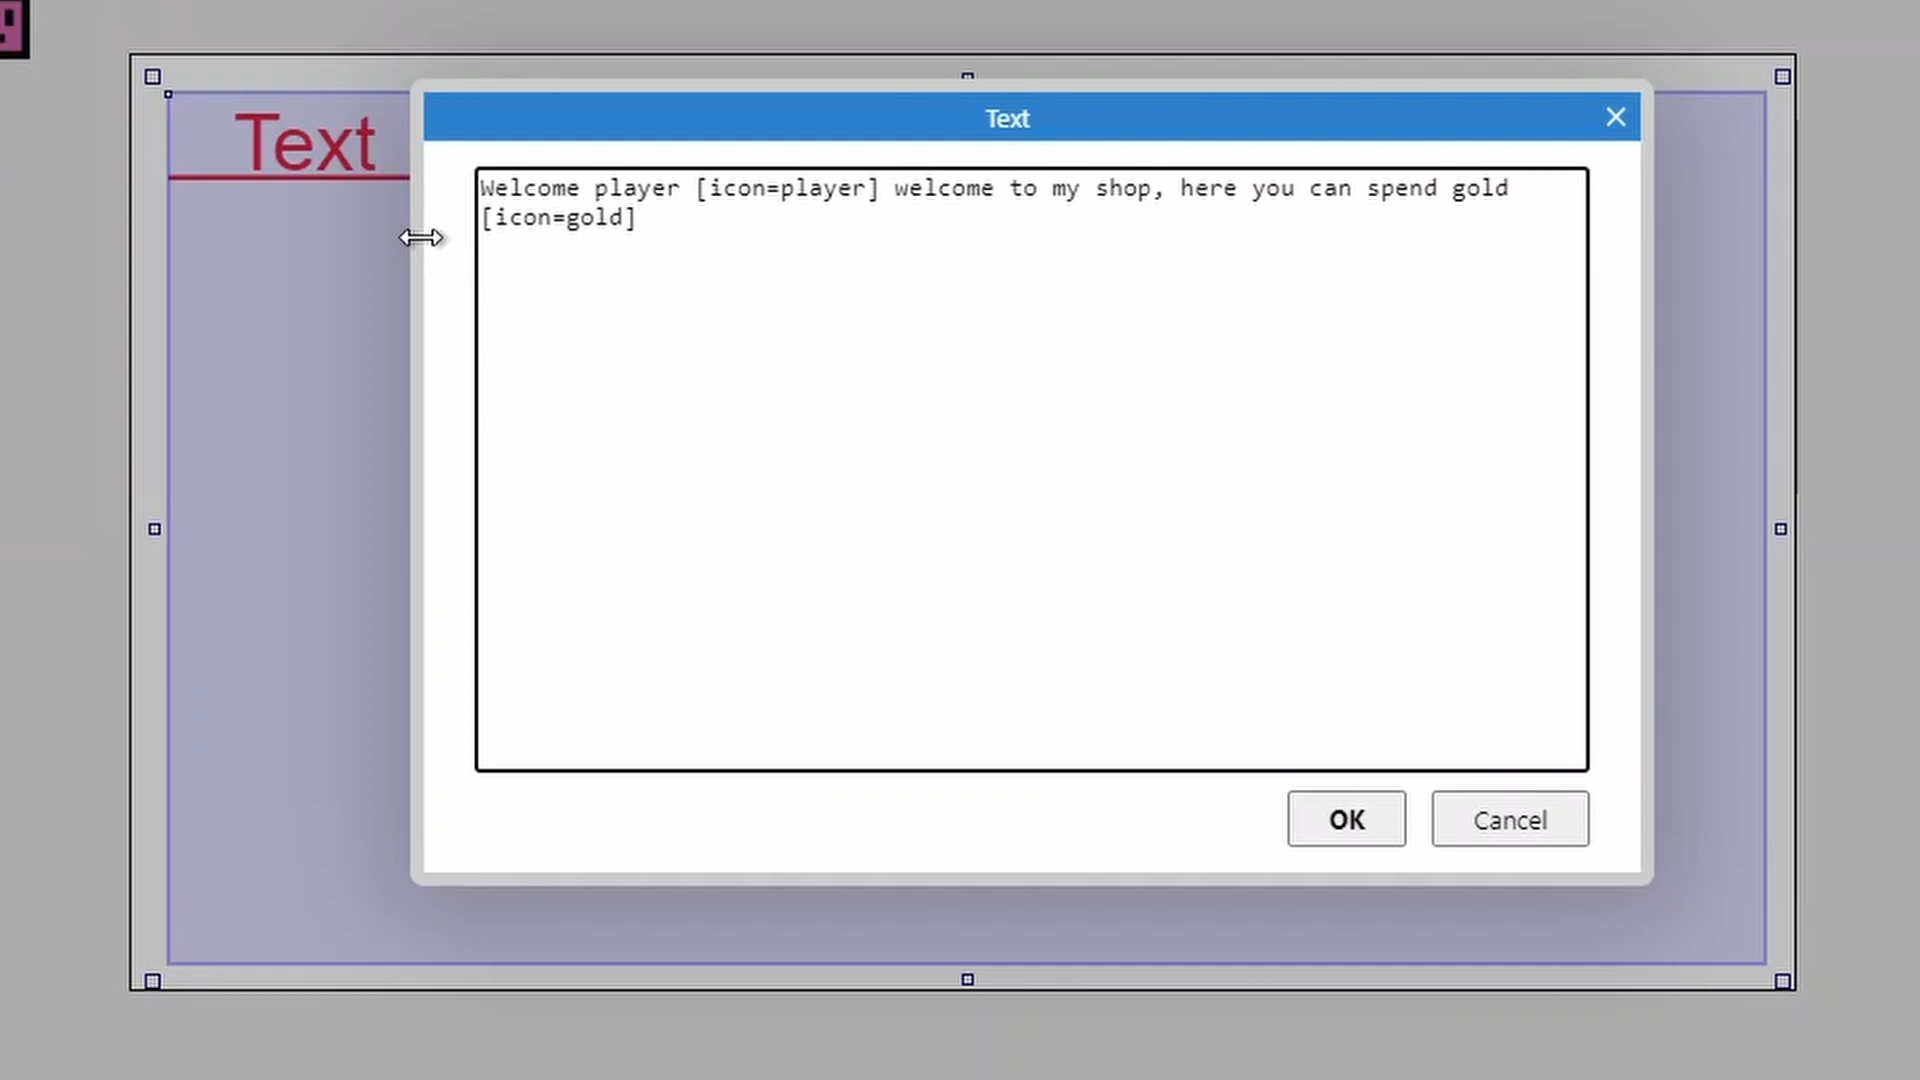 Text
Text
Welcome player [icon=player] welcome to my shop, here you can spend gold
[icon=gold]
OK
Cancel